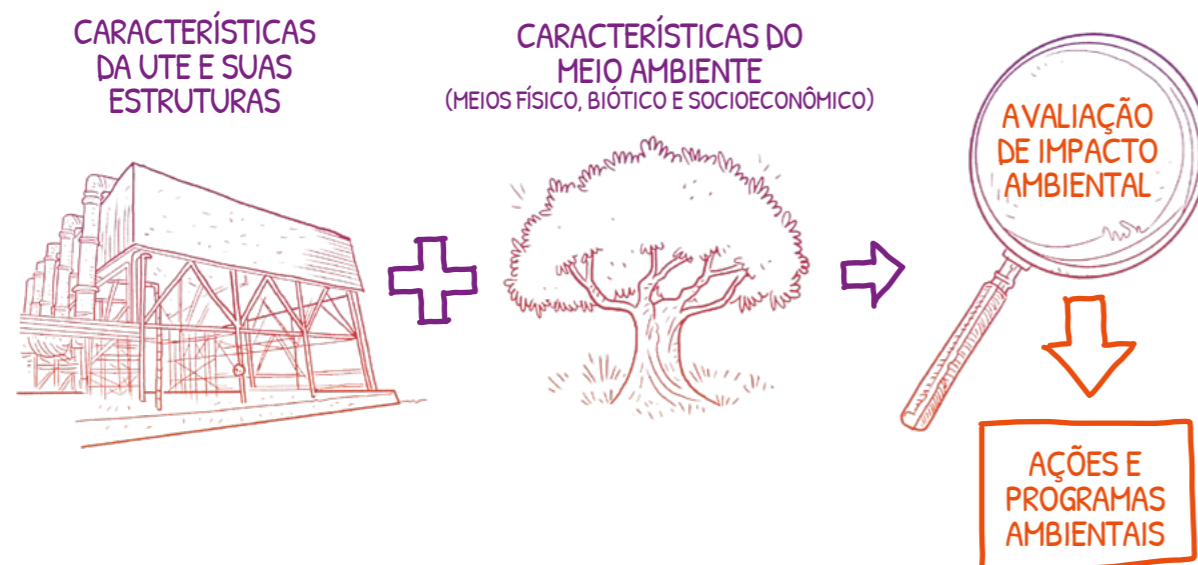 CARACTERÍSTICAS
DA UTE E SUAS
ESTRUTURAS
CARACTERÍSTICAS DO
MEIO AMBIENTE
(MEIOS FÍSICO, BIÓTICO E SOCIOECONÔMICO)
AVALIAÇÃO
DE IMPACTO
AMBIENTAL
AÇÕES E
PROGRAMAS
AMBIENTAIS